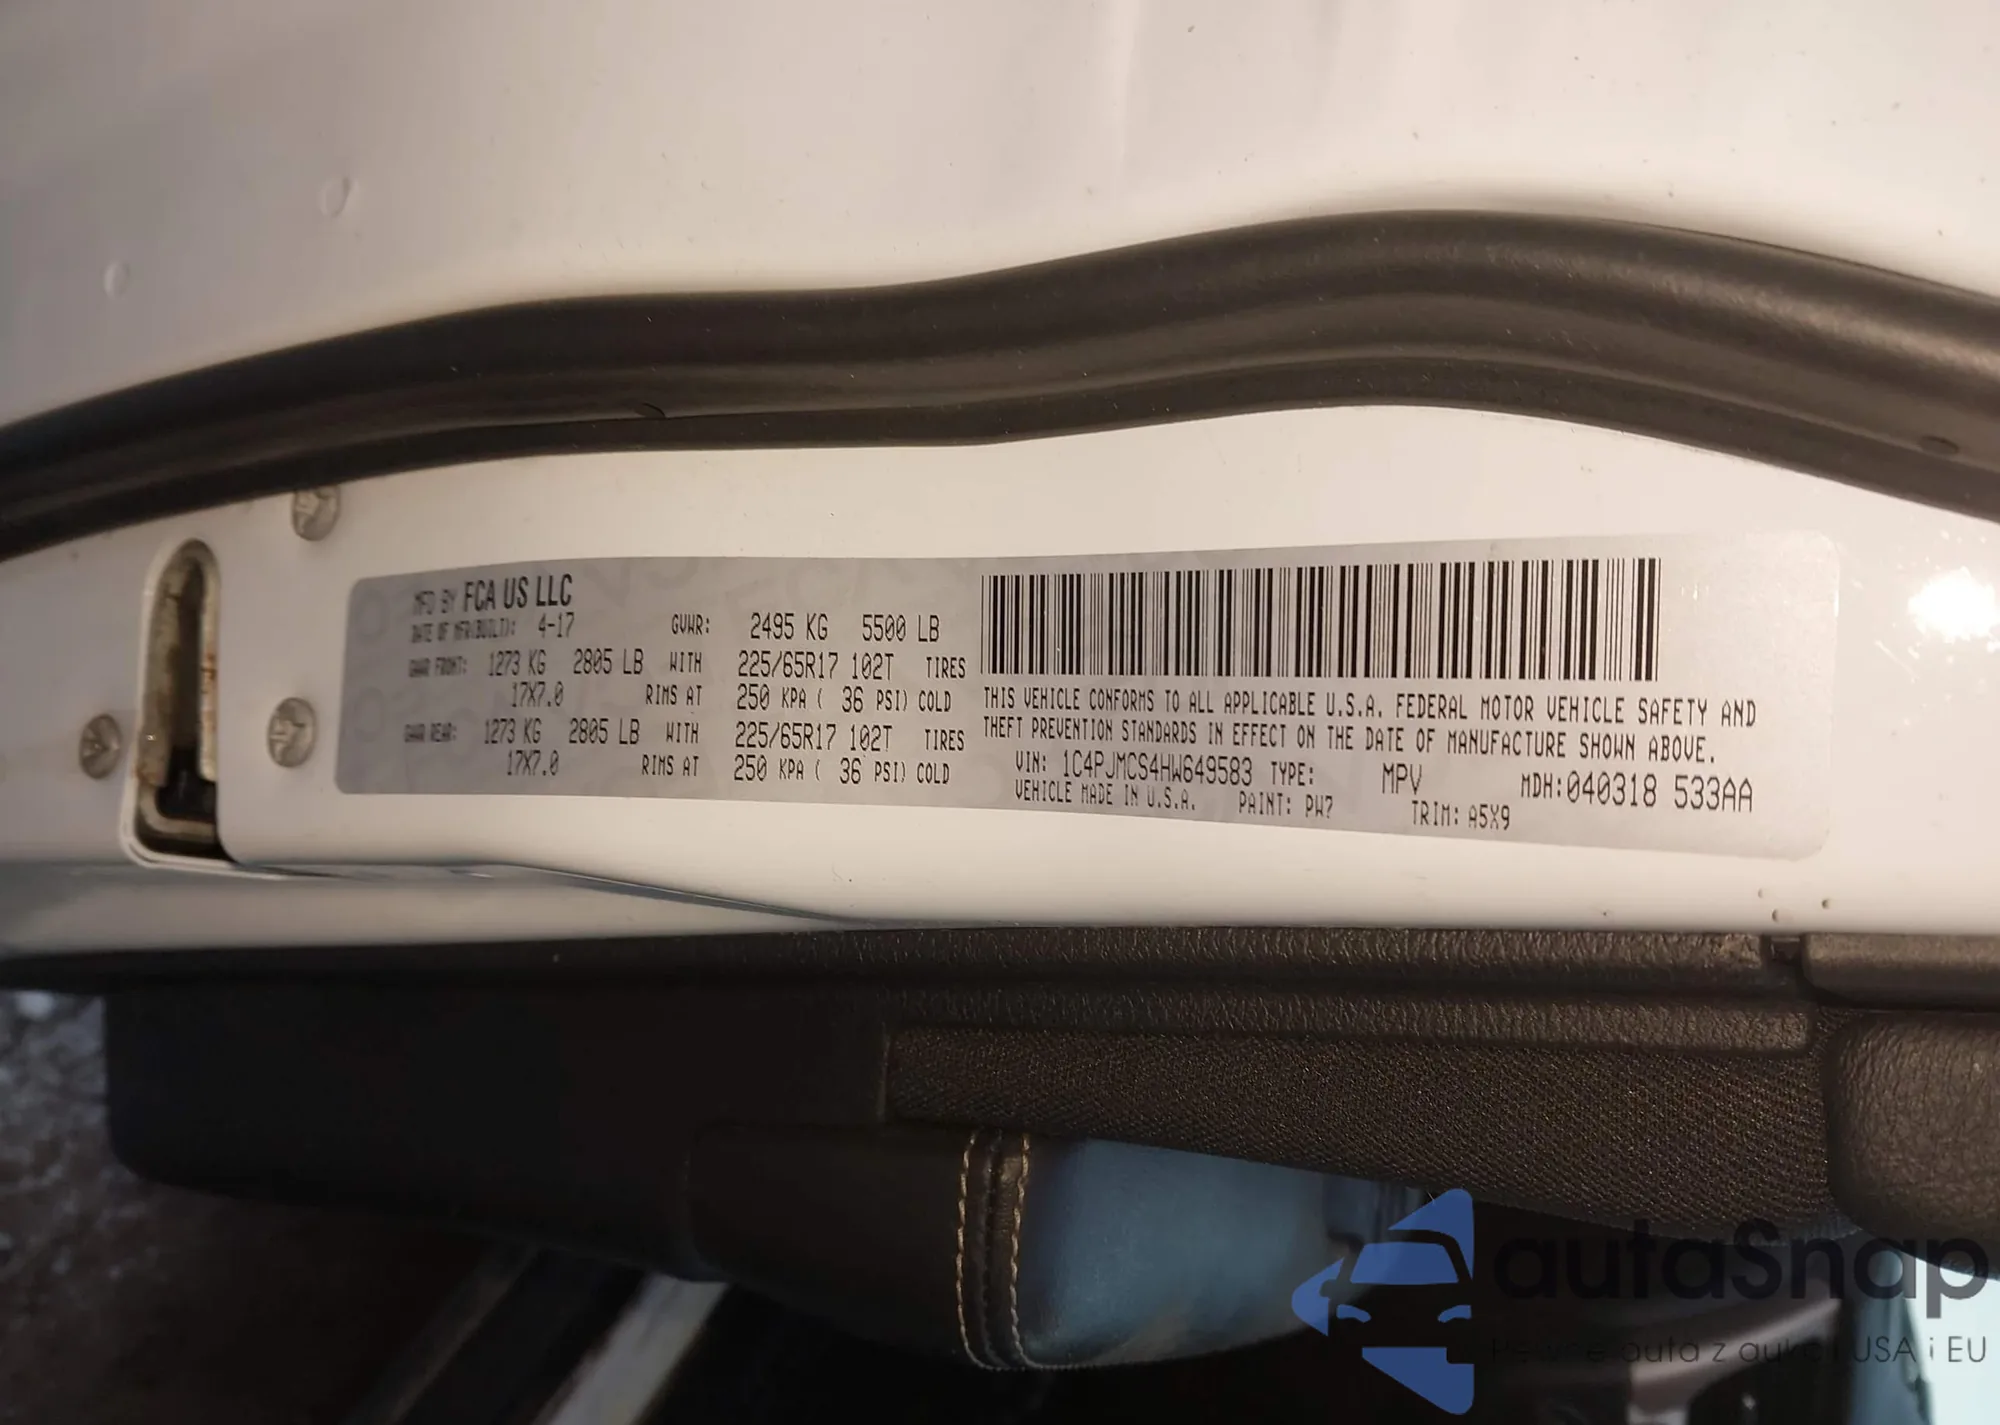 MFD BY FCA US LLC
DATE OF MFR(BUILT): 4-17 GVWR: 2495 KG 5500 LB
GAWR FRONT: 1273 KG 2805 LB WITH 225/65R17 102T TIRES
17X7.0 RIMS AT 250 KPA ( 36 PSI) COLD
GAWR REAR: 1273 KG 2805 LB WITH 225/65R17 102T TIRES
17X7.0 RIMS AT 250 KPA ( 36 PSI) COLD
THIS VEHICLE CONFORMS TO ALL APPLICABLE U.S.A. FEDERAL MOTOR VEHICLE SAFETY AND
THEFT PREVENTION STANDARDS IN EFFECT ON THE DATE OF MANUFACTURE SHOWN ABOVE.
VIN: 1C4PJMCS4HW649583 TYPE: MPV MDH:040318 533AA
VEHICLE MADE IN U.S.A. PAINT: PW7 TRIM: A5X9
autaSnap
Pewne auta z aukcji USA i EU